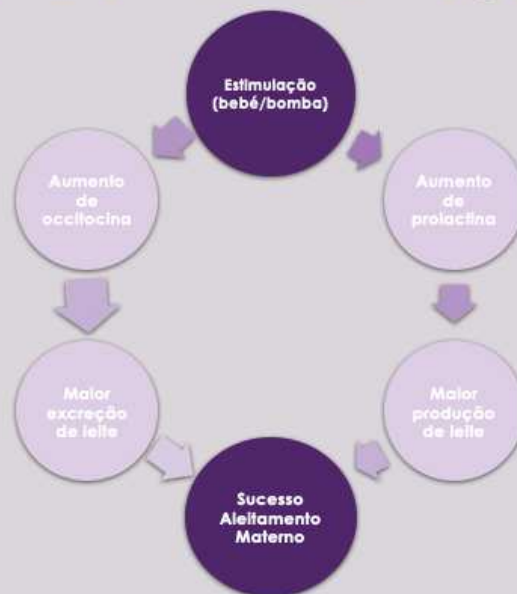 Estimulação
(bebé/bomba)
Aumento
de
occitocina
Aumento
de
prolactina
Maior
excreção
de leite
Maior
produção
de leite
Sucesso
Aleitamento
Materno